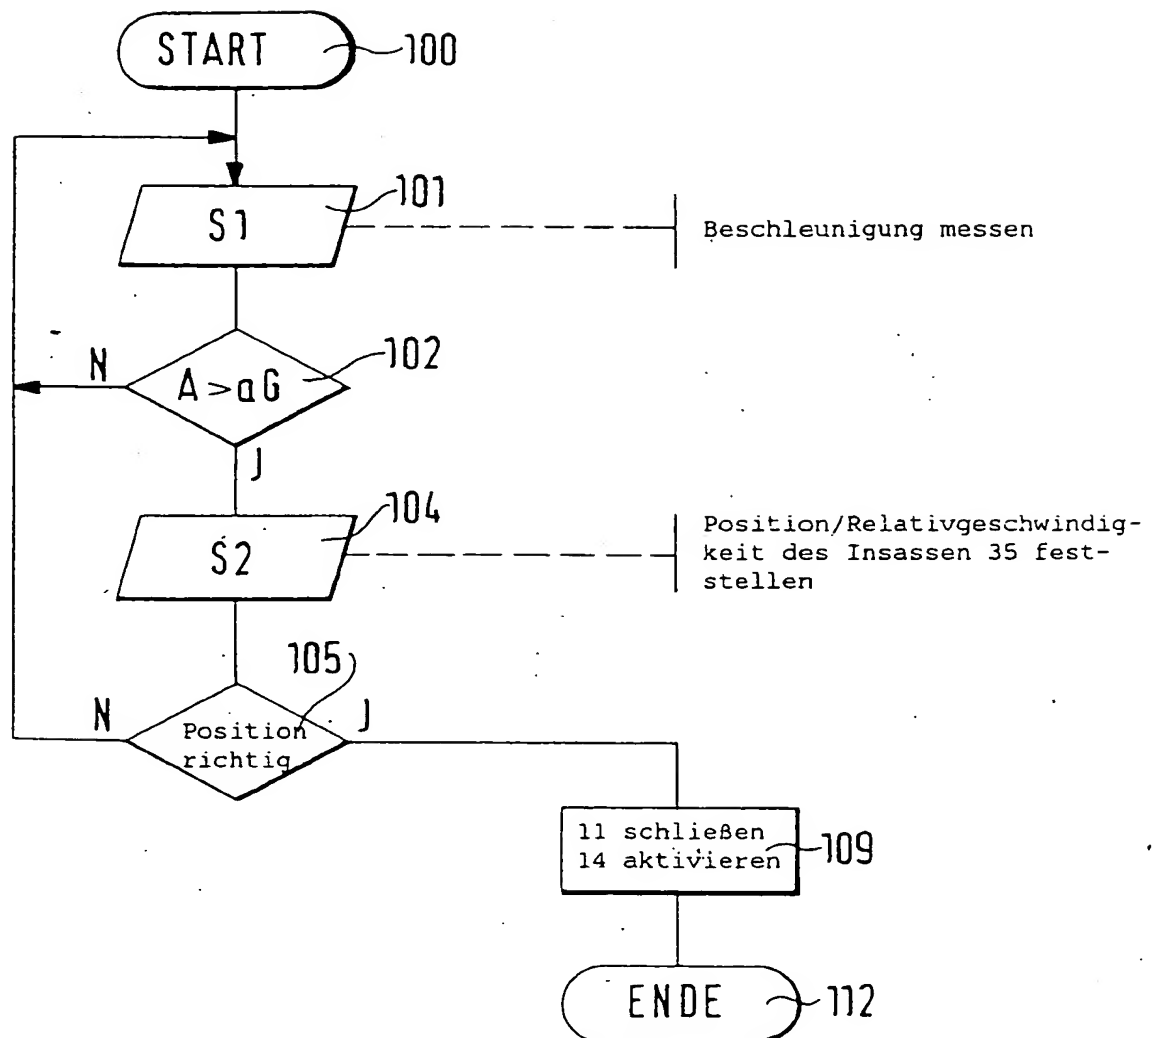 START
100
101
S1
Beschleunigung messen
N
102
A>aG
J
104
S2
Position/Relativgeschwindig-
keit des Insassen 35 fest-
stellen
105
N
J
Position
richtig
11 schließen
14 aktivieren
109
ENDE
112